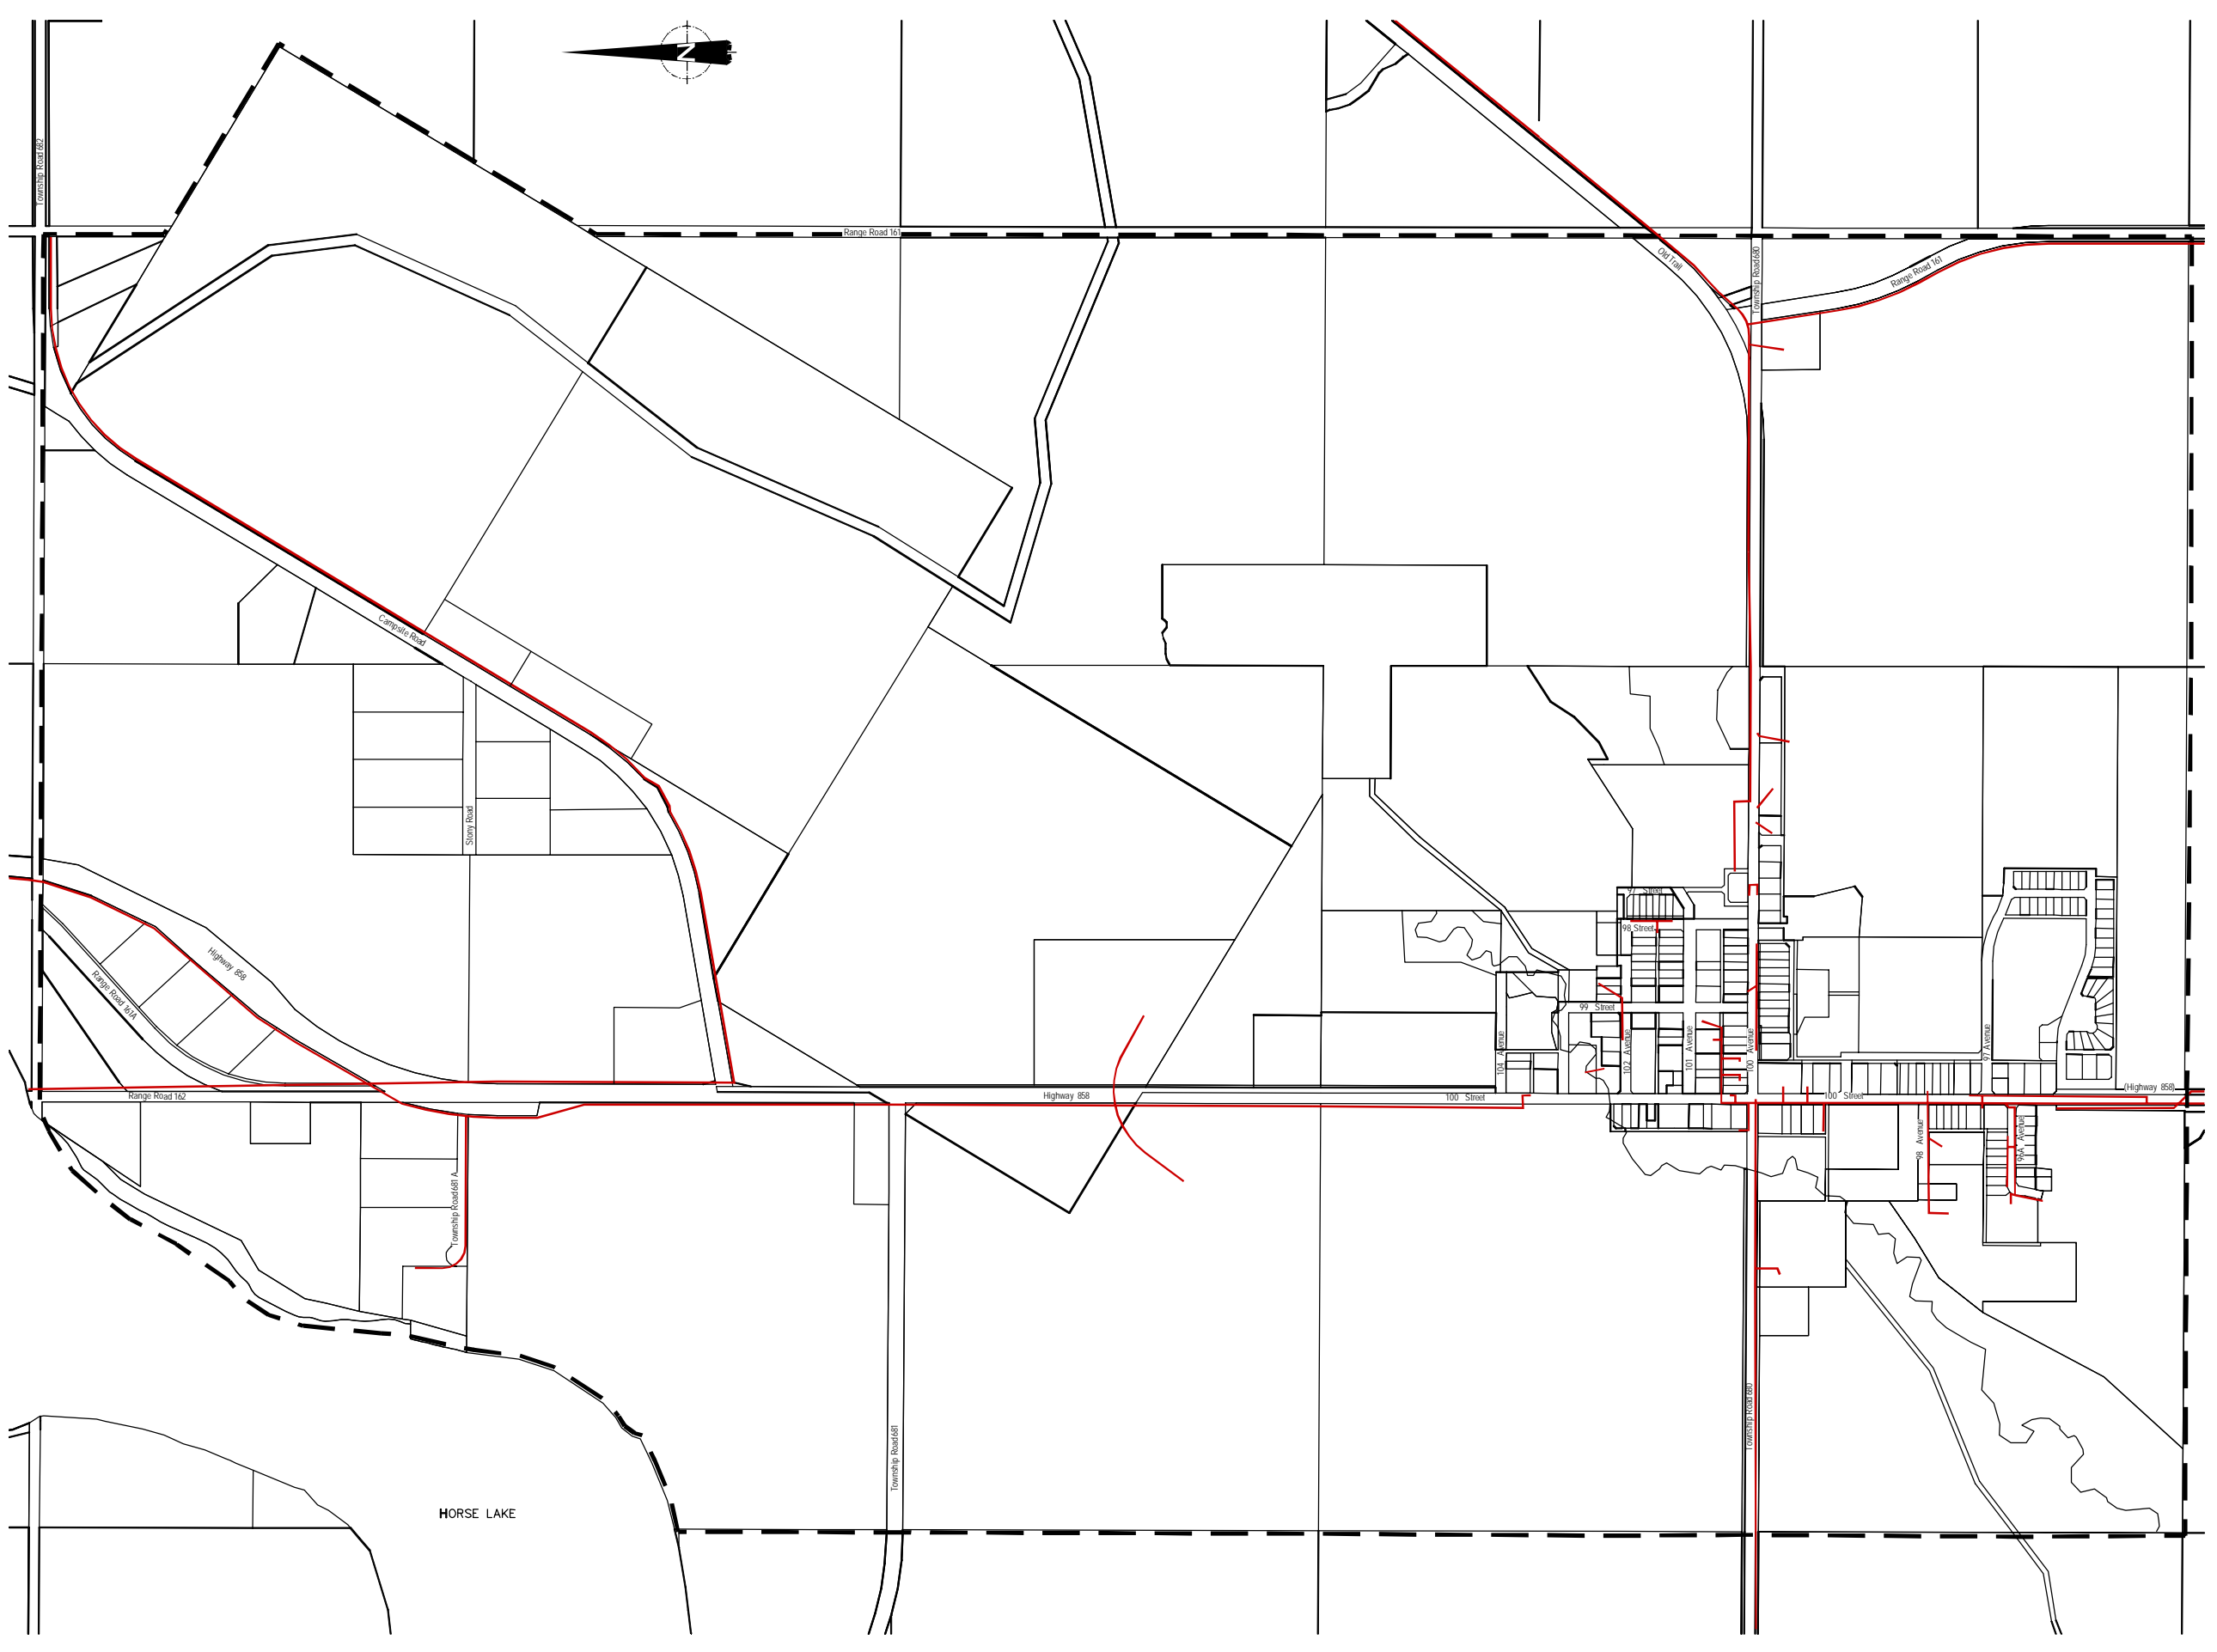 N
Township Road 682
Range Road 161
Old Trail
Township Road 680
Range Road 161
Campsite Road
Stony Road
97 Street
98 Street
Highway 858
Range Road 161A
99 Street
104 Avenue
102 Avenue
101 Avenue
100 Avenue
97 Avenue
Range Road 162
Highway 858
100 Street
100 Street
(Highway 858)
98 Avenue
96A Avenue
Township Road 681 A
Township Road 681
Township Road 680
HORSE LAKE